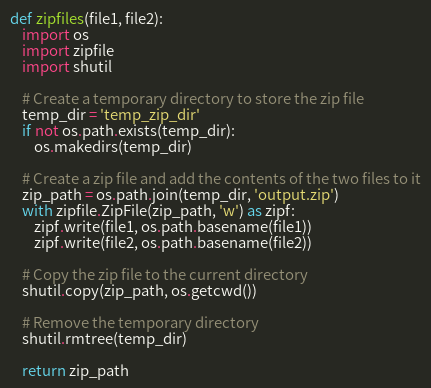 def zipfiles(file1, file2):
    import os
    import zipfile
    import shutil

    # Create a temporary directory to store the zip file
    temp_dir = 'temp_zip_dir'
    if not os.path.exists(temp_dir):
        os.makedirs(temp_dir)

    # Create a zip file and add the contents of the two files to it
    zip_path = os.path.join(temp_dir, 'output.zip')
    with zipfile.ZipFile(zip_path, 'w') as zipf:
        zipf.write(file1, os.path.basename(file1))
        zipf.write(file2, os.path.basename(file2))

    # Copy the zip file to the current directory
    shutil.copy(zip_path, os.getcwd())

    # Remove the temporary directory
    shutil.rmtree(temp_dir)

    return zip_path